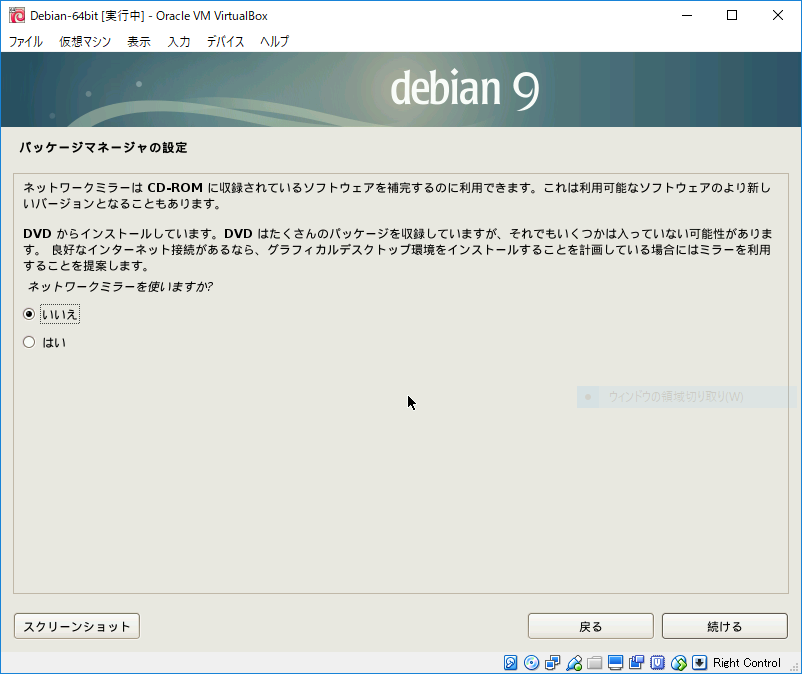 Debian-64bit [実行中] - Oracle VM VirtualBox
ファイル 仮想マシン 表示 入力 デバイス ヘルプ
debian 9
パッケージマネージャの設定
ネットワークミラーは CD-ROM に収録されているソフトウェアを補完するのに利用できます。これは利用可能なソフトウェアのより新し
いバージョンとなることもあります。
DVD からインストールしています。DVD はたくさんのパッケージを収録していますが、それでもいくつかは入っていない可能性がありま
す。 良好なインターネット接続があるなら、グラフィカルデスクトップ環境をインストールすることを計画している場合にはミラーを利用
することを提案します。
ネットワークミラーを使いますか?
いいえ
はい
ウィンドウの領域切り取り(W)
スクリーンショット 戻る 続ける
Right Control